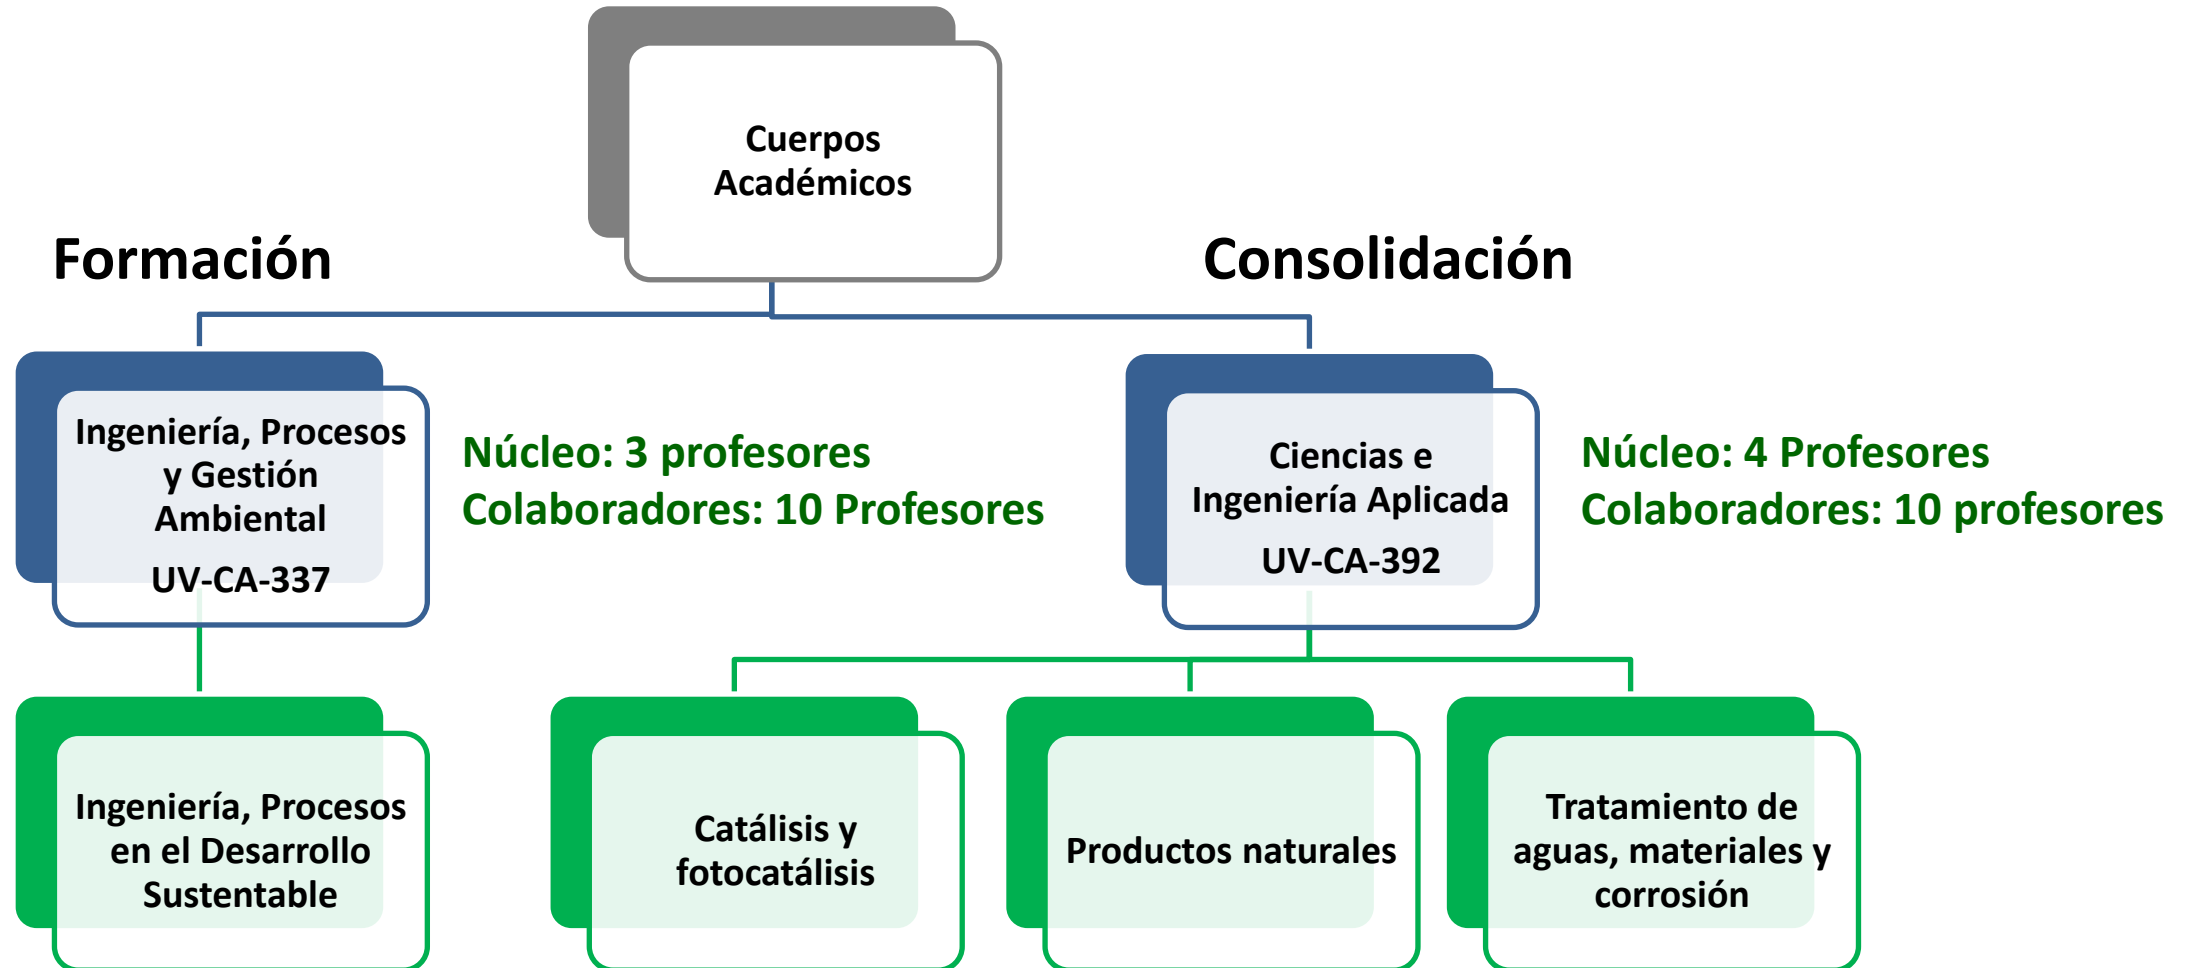 Cuerpos
Académicos
Formación
Consolidación
Ingeniería, Procesos
y Gestión
Ambiental
UV-CA-337
Núcleo: 3 profesores
Colaboradores: 10 Profesores
Ciencias e
Ingeniería Aplicada
UV-CA-392
Núcleo: 4 Profesores
Colaboradores: 10 profesores
Ingeniería, Procesos
en el Desarrollo
Sustentable
Catálisis y
fotocatálisis
Productos naturales
Tratamiento de
aguas, materiales y
corrosión